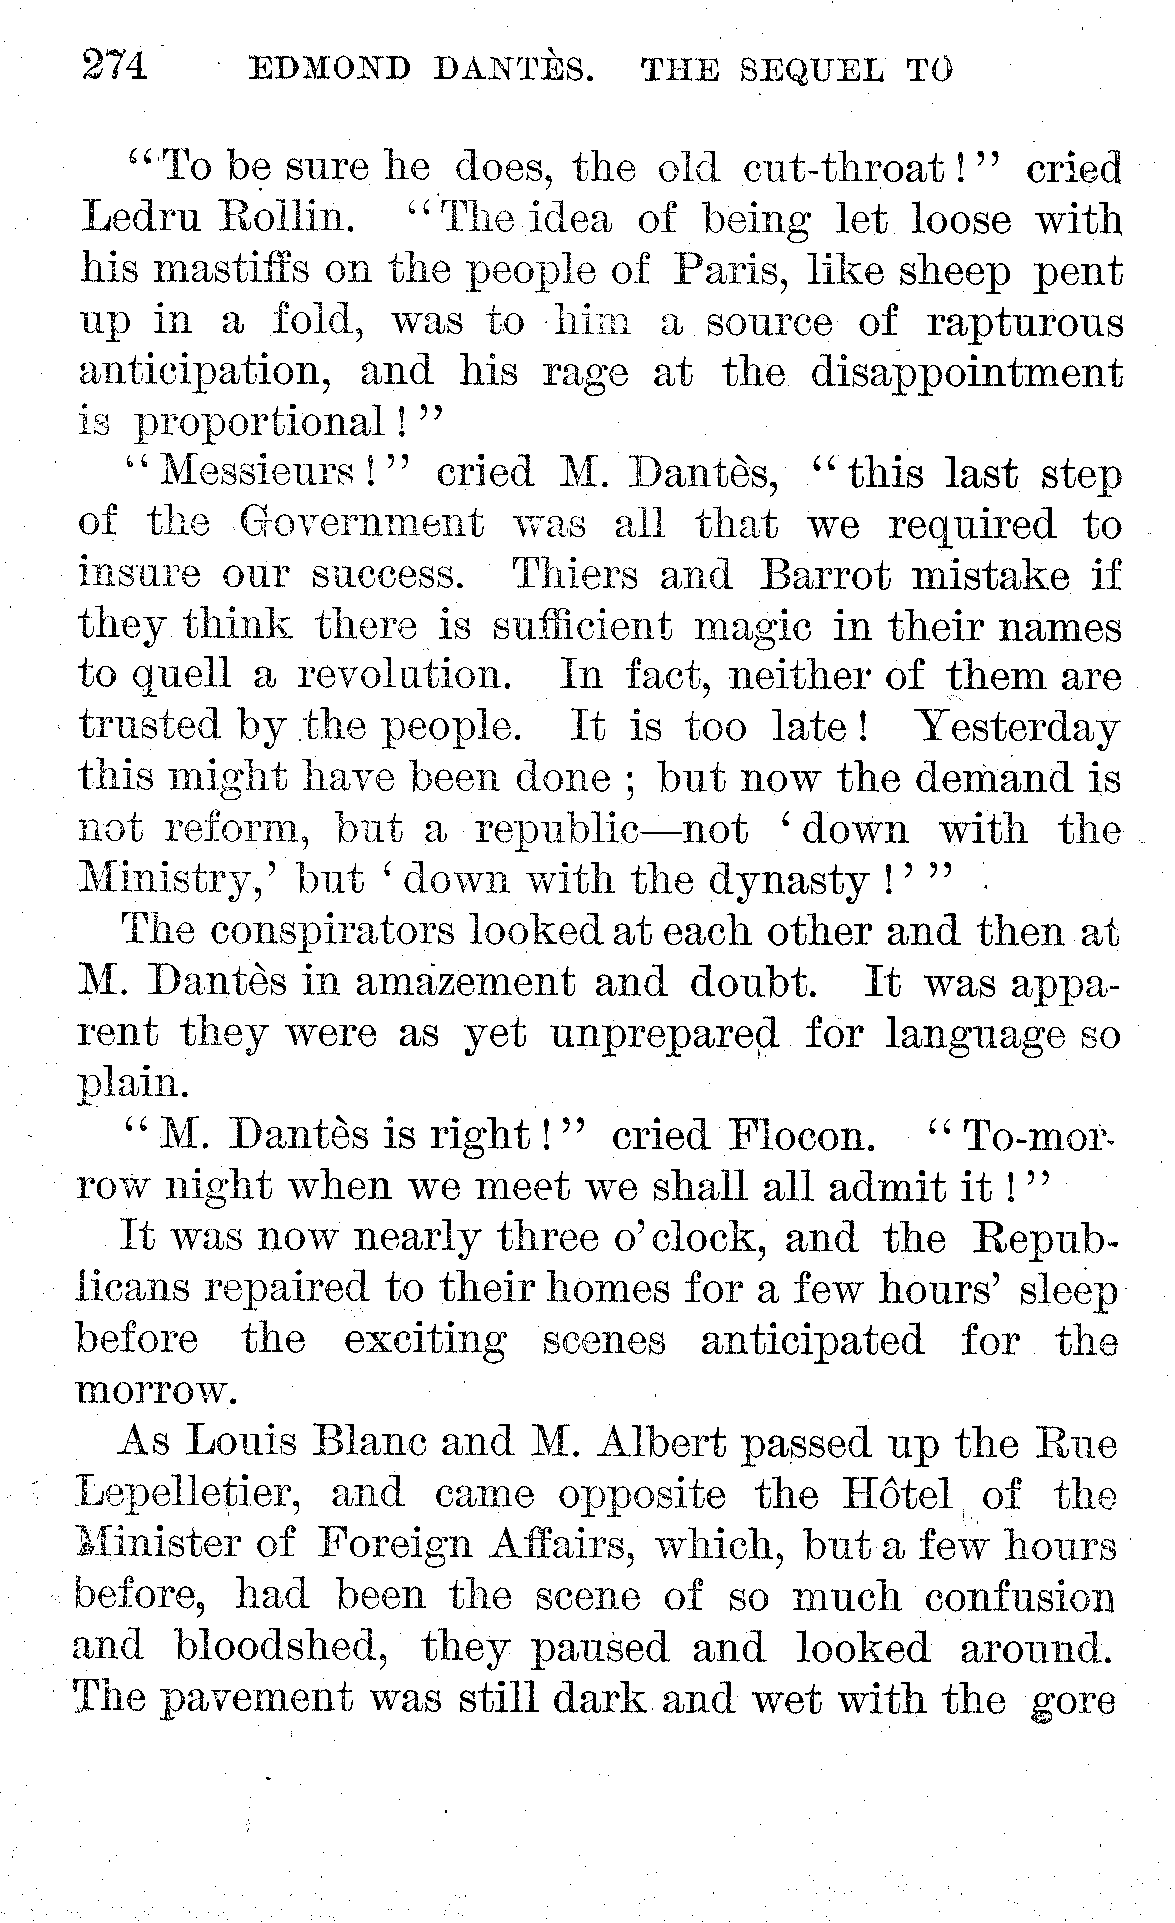 274 EDMOND DANTÈS. THE SEQUEL TO
“To be sure he does, the old cut-throat!” cried
Ledru Rollin. “The idea of being let loose with
his mastiffs on the people of Paris, like sheep pent
up in a fold, was to him a source of rapturous
anticipation, and his rage at the disappointment
is proportional!”
“Messieurs!” cried M. Dantès, “this last step
of the Government was all that we required to
insure our success. Thiers and Barrot mistake if
they think there is sufficient magic in their names
to quell a revolution. In fact, neither of them are
trusted by the people. It is too late! Yesterday
this might have been done; but now the demand is
not reform, but a republic—not ‘down with the
Ministry,’ but ‘down with the dynasty!’”
The conspirators looked at each other and then at
M. Dantès in amazement and doubt. It was appa-
rent they were as yet unprepared for language so
plain.
“M. Dantès is right!” cried Flocon. “To-mor-
row night when we meet we shall all admit it!”
It was now nearly three o’clock, and the Repub-
licans repaired to their homes for a few hours’ sleep
before the exciting scenes anticipated for the
morrow.
As Louis Blanc and M. Albert passed up the Rue
Lepelletier, and came opposite the Hôtel of the
Minister of Foreign Affairs, which, but a few hours
before, had been the scene of so much confusion
and bloodshed, they paused and looked around.
The pavement was still dark and wet with the gore